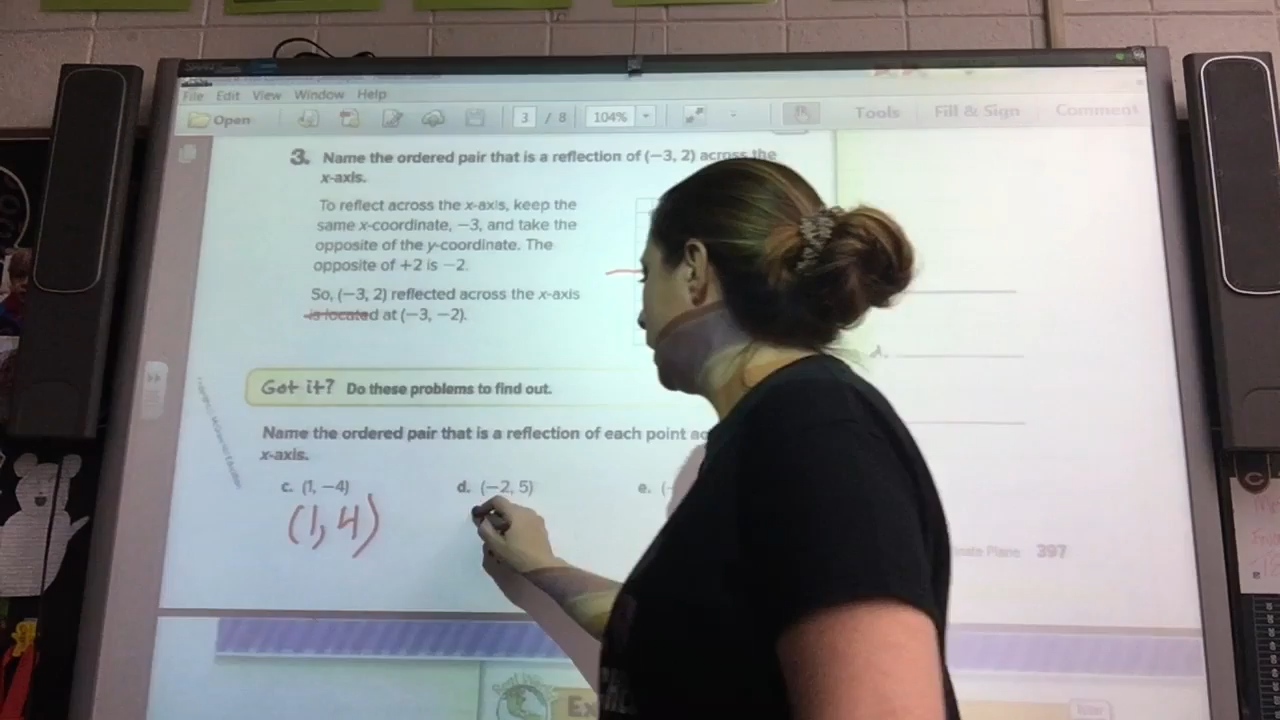 File Edit View Window Help
Open 3 / 8 104% Tools Fill & Sign Comment
3. Name the ordered pair that is a reflection of (−3, 2) across the
x-axis.
To reflect across the x-axis, keep the
same x-coordinate, −3, and take the
opposite of the y-coordinate. The
opposite of +2 is −2.
So, (−3, 2) reflected across the x-axis
is located at (−3, −2).
d.
Got it? Do these problems to find out.
Name the ordered pair that is a reflection of each point
x-axis.
c. (1, −4) d. (−2, 5) e. (−
(1, 4)
Plane 397
Ex